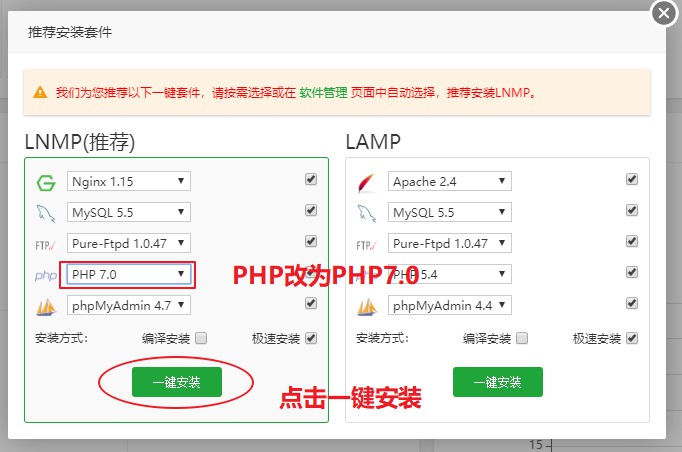 推荐安装套件
我们为您推荐以下一键套件，请按需选择或在 软件管理 页面中自动选择，推荐安装LNMP。
LNMP(推荐)
Nginx 1.15
MySQL 5.5
FTP Pure-Ftpd 1.0.47
php PHP 7.0
phpMyAdmin 4.7
安装方式： 编译安装 极速安装
一键安装
LAMP
Apache 2.4
MySQL 5.5
FTP Pure-Ftpd 1.0.47
php PHP 5.4
phpMyAdmin 4.4
安装方式： 编译安装 极速安装
一键安装
PHP改为PHP7.0
点击一键安装
15